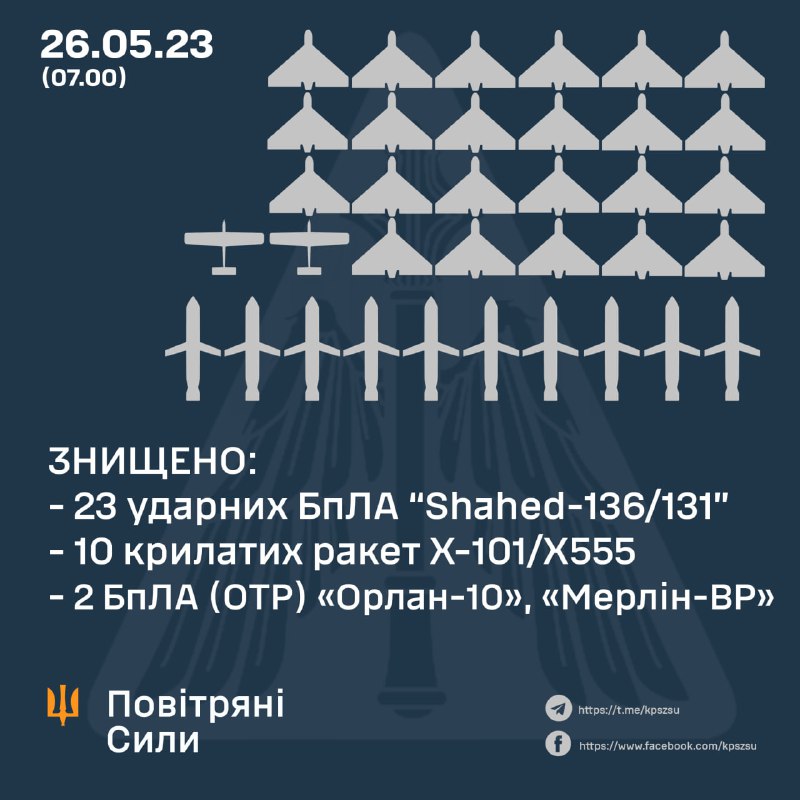 26.05.23
(07.00)
ЗНИЩЕНО:
- 23 ударних БпЛА “Shahed-136/131”
- 10 крилатих ракет Х-101/Х555
- 2 БпЛА (ОТР) «Орлан-10», «Мерлін-ВР»
Повітряні
Сили
https://t.me/kpszsu
https://www.facebook.com/kpszsu